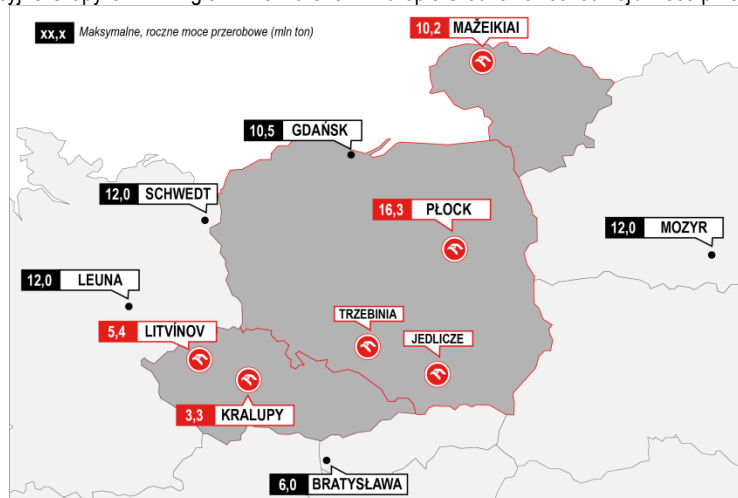 xx,x Maksymalne, roczne moce przerobowe (mln ton)
10,2 MAŽEIKIAI
10,5 GDAŃSK
12,0 SCHWEDT
16,3 PŁOCK
12,0 MOZYR
12,0 LEUNA
TRZEBINIA
5,4 LITVÍNOV
JEDLICZE
3,3 KRALUPY
6,0 BRATYSŁAWA